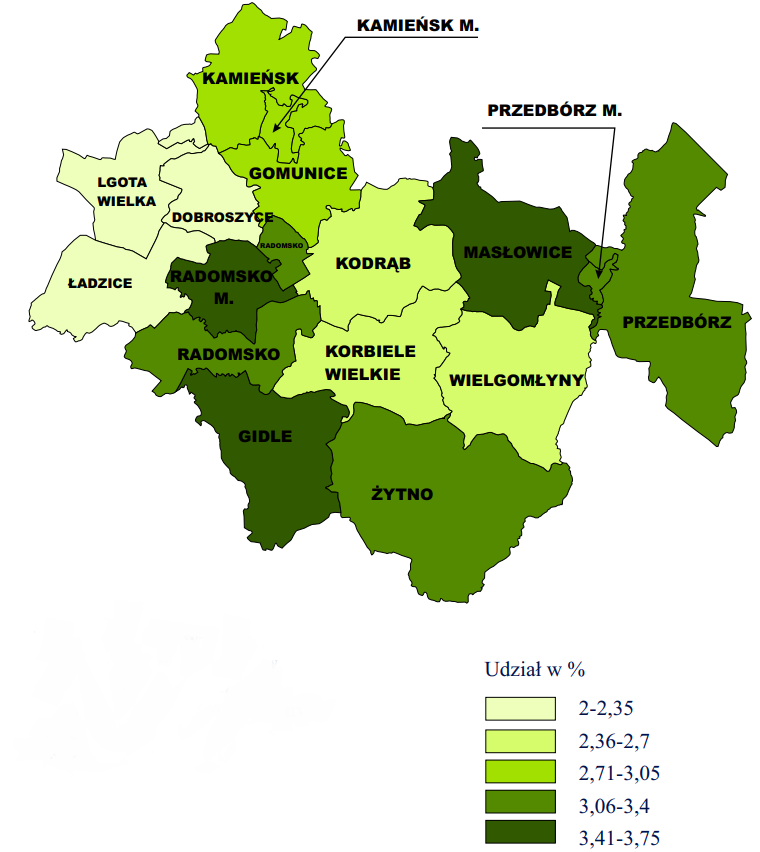 KAMIEŃSK M.
KAMIEŃSK
PRZEDBÓRZ M.
GOMUNICE
LGOTA
WIELKA
DOBROSZYCE
RADOMSKO
MASŁOWICE
KODRĄB
RADOMSKO
M.
ŁADZICE
PRZEDBÓRZ
RADOMSKO
KORBIELE
WIELKIE
WIELGOMŁYNY
GIDLE
ŻYTNO
Udział w %
2-2,35
2,36-2,7
2,71-3,05
3,06-3,4
3,41-3,75